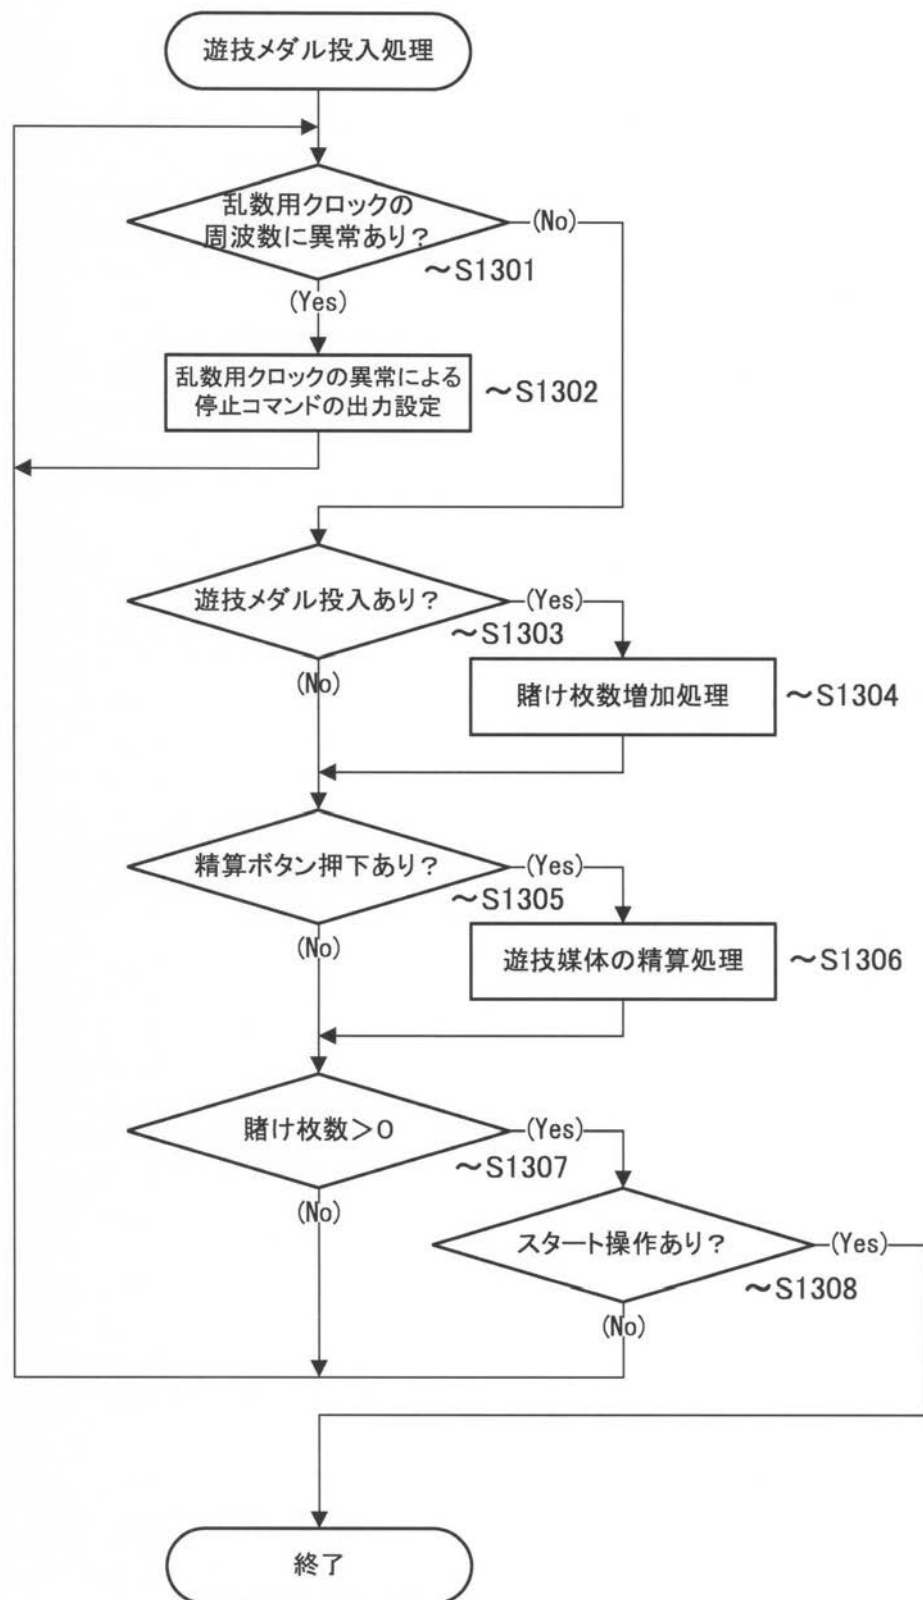 遊技メダル投入処理
乱数用クロックの
周波数に異常あり？
(No)
～S1301
(Yes)
乱数用クロックの異常による
停止コマンドの出力設定
～S1302
遊技メダル投入あり？
(Yes)
～S1303
(No)
賭け枚数増加処理
～S1304
精算ボタン押下あり？
(Yes)
～S1305
(No)
遊技媒体の精算処理
～S1306
賭け枚数＞0
(Yes)
～S1307
(No)
スタート操作あり？
(Yes)
～S1308
(No)
終了